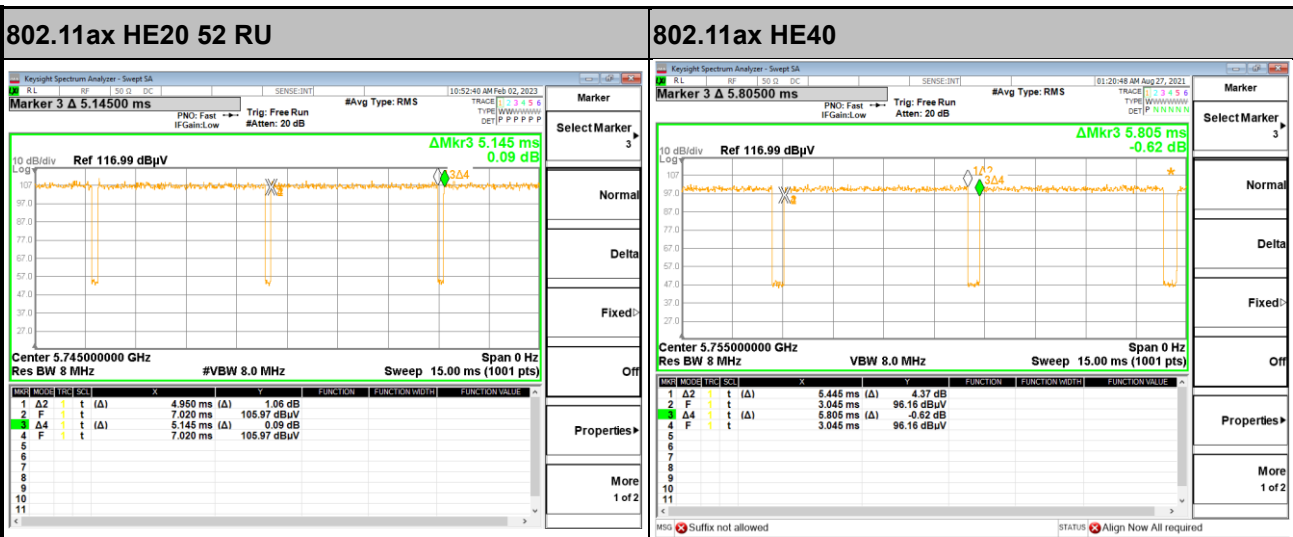 802.11ax HE20 52 RU
Keysight Spectrum Analyzer - Swept SA
RL RF 50 Ω DC SENSE:INT 10:52:40 AM Feb 02, 2023
Marker 3 Δ 5.14500 ms
PNO: Fast
IFGain:Low
Trig: Free Run
#Atten: 20 dB
#Avg Type: RMS
TRACE 1 2 3 4 5 6
TYPE WWWWWW
DET P P P P P P
ΔMkr3 5.145 ms
0.09 dB
10 dB/div Ref 116.99 dBµV
Log
3Δ4
107
97.0
87.0
77.0
67.0
57.0
47.0
37.0
27.0
Center 5.745000000 GHz Span 0 Hz
Res BW 8 MHz #VBW 8.0 MHz Sweep 15.00 ms (1001 pts)
MKR MODE TRC SCL X Y FUNCTION FUNCTION WIDTH FUNCTION VALUE
1 Δ2 1 t (Δ) 4.950 ms (Δ) 1.06 dB
2 F 1 t 7.020 ms 105.97 dBµV
3 Δ4 1 t (Δ) 5.145 ms (Δ) 0.09 dB
4 F 1 t 7.020 ms 105.97 dBµV
5
6
7
8
9
10
11
Marker
Select Marker
3
Normal
Delta
Fixed
Off
Properties
More
1 of 2
802.11ax HE40
Keysight Spectrum Analyzer - Swept SA
RL RF 50 Ω DC SENSE:INT 01:20:48 AM Aug 27, 2021
Marker 3 Δ 5.80500 ms
PNO: Fast
IFGain:Low
Trig: Free Run
Atten: 20 dB
#Avg Type: RMS
TRACE 1 2 3 4 5 6
TYPE WWWWWW
DET P N N N N N
ΔMkr3 5.805 ms
-0.62 dB
10 dB/div Ref 116.99 dBµV
Log
1Δ2
3Δ4
107
97.0
87.0
77.0
67.0
57.0
47.0
37.0
27.0
Center 5.755000000 GHz Span 0 Hz
Res BW 8 MHz VBW 8.0 MHz Sweep 15.00 ms (1001 pts)
MKR MODE TRC SCL X Y FUNCTION FUNCTION WIDTH FUNCTION VALUE
1 Δ2 1 t (Δ) 5.445 ms (Δ) 4.37 dB
2 F 1 t 3.045 ms 96.16 dBµV
3 Δ4 1 t (Δ) 5.805 ms (Δ) -0.62 dB
4 F 1 t 3.045 ms 96.16 dBµV
5
6
7
8
9
10
11
MSG Suffix not allowed STATUS Align Now All required
Marker
Select Marker
3
Normal
Delta
Fixed
Off
Properties
More
1 of 2